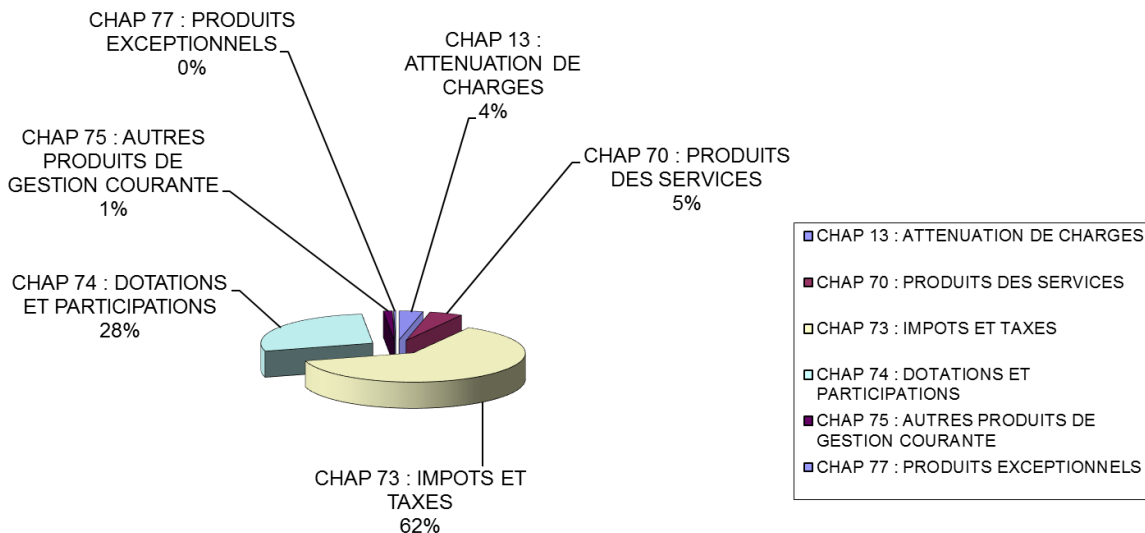 CHAP 77 : PRODUITS
EXCEPTIONNELS
0%
CHAP 13 :
ATTENUATION DE
CHARGES
4%
CHAP 75 : AUTRES
PRODUITS DE
GESTION COURANTE
1%
CHAP 70 : PRODUITS
DES SERVICES
5%
CHAP 74 : DOTATIONS
ET PARTICIPATIONS
28%
CHAP 73 : IMPOTS ET
TAXES
62%
CHAP 13 : ATTENUATION DE CHARGES
CHAP 70 : PRODUITS DES SERVICES
CHAP 73 : IMPOTS ET TAXES
CHAP 74 : DOTATIONS ET
PARTICIPATIONS
CHAP 75 : AUTRES PRODUITS DE
GESTION COURANTE
CHAP 77 : PRODUITS EXCEPTIONNELS